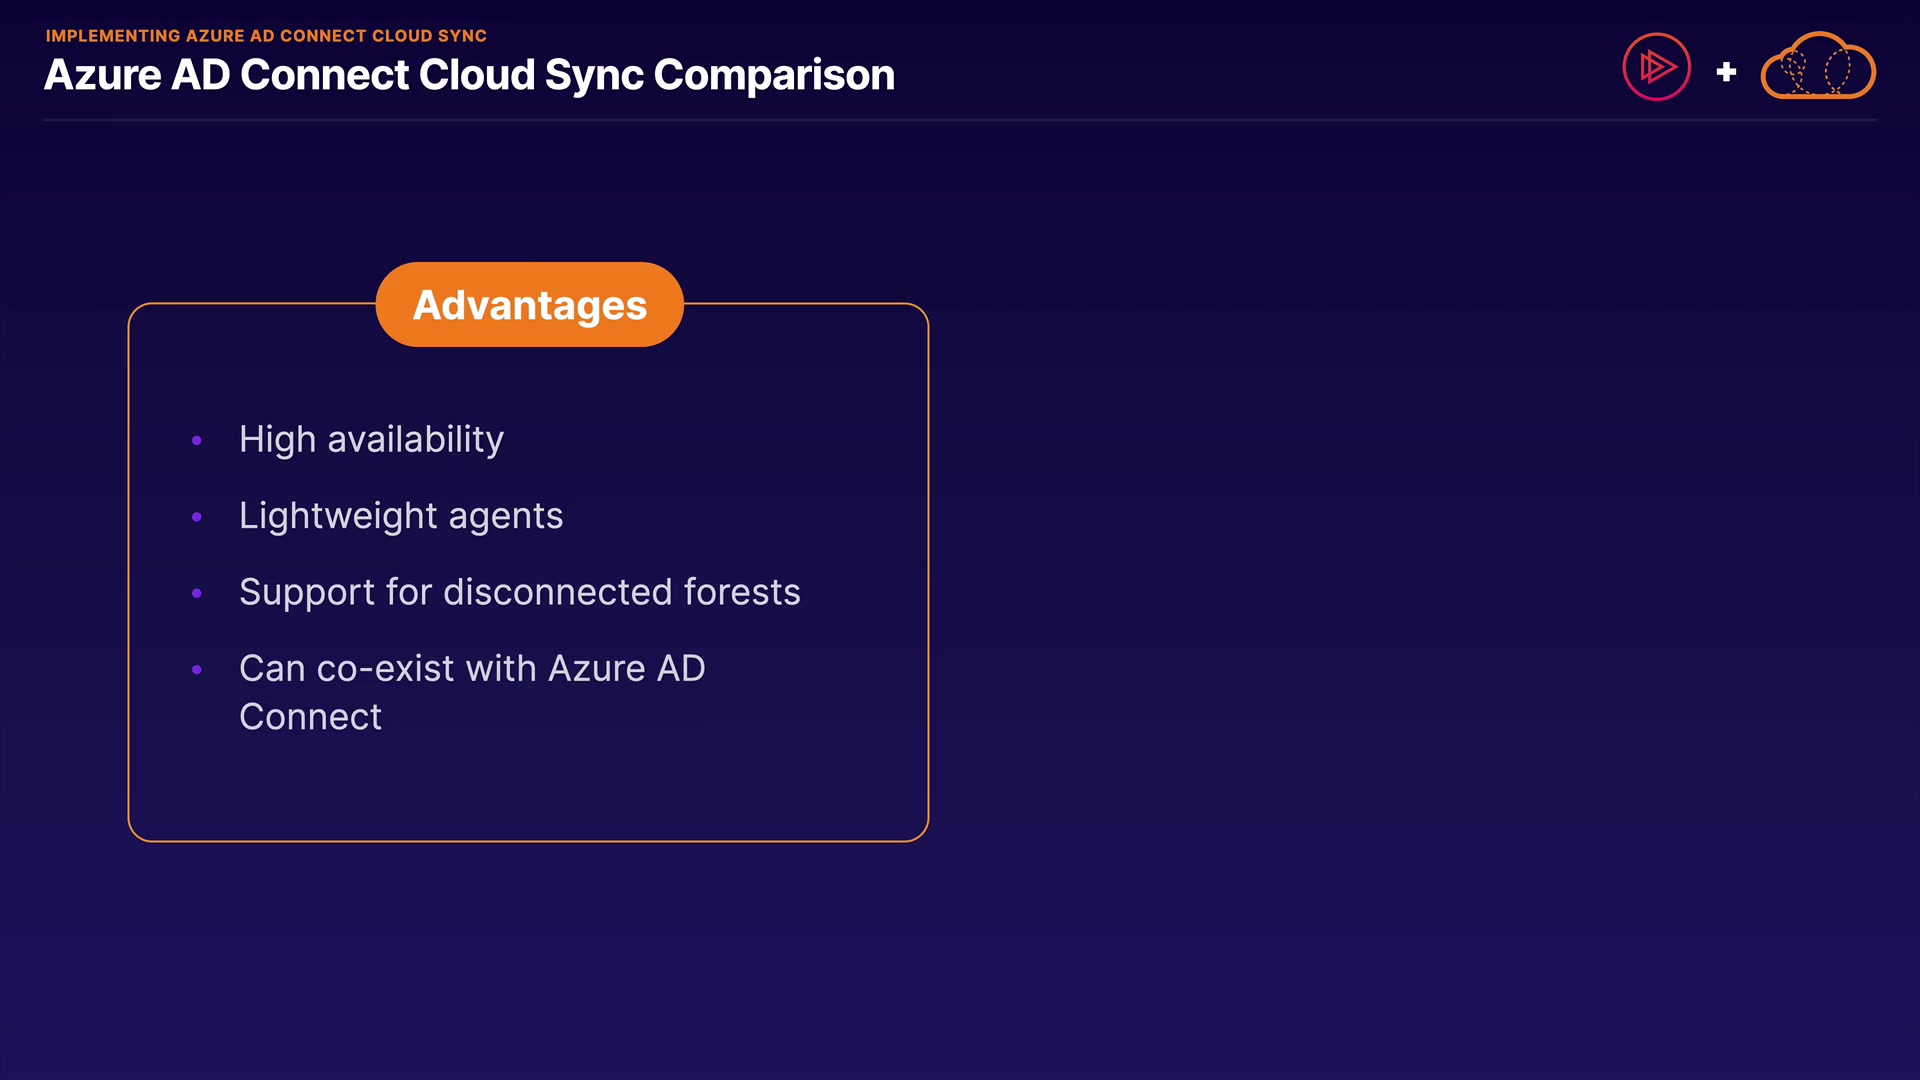 IMPLEMENTING AZURE AD CONNECT CLOUD SYNC
Azure AD Connect Cloud Sync Comparison
+
Advantages
• High availability
• Lightweight agents
• Support for disconnected forests
• Can co-exist with Azure AD
Connect